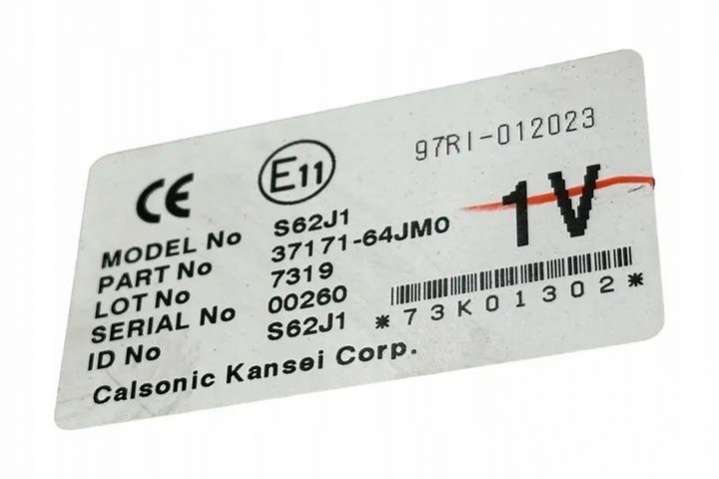 97RI-012023
CE E11
1V
MODEL No S62J1
PART No 37171-64JM0
LOT No 7319
SERIAL No 00260
ID No S62J1
*73K01302*
Calsonic Kansei Corp.